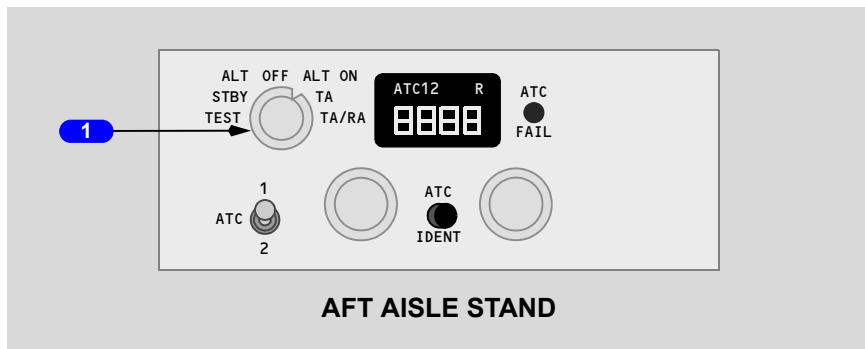 ALT OFF ALT ON
STBY TA
TEST TA/RA
1
ATC12 R
8888
ATC
FAIL
1
ATC
2
ATC
IDENT
AFT AISLE STAND